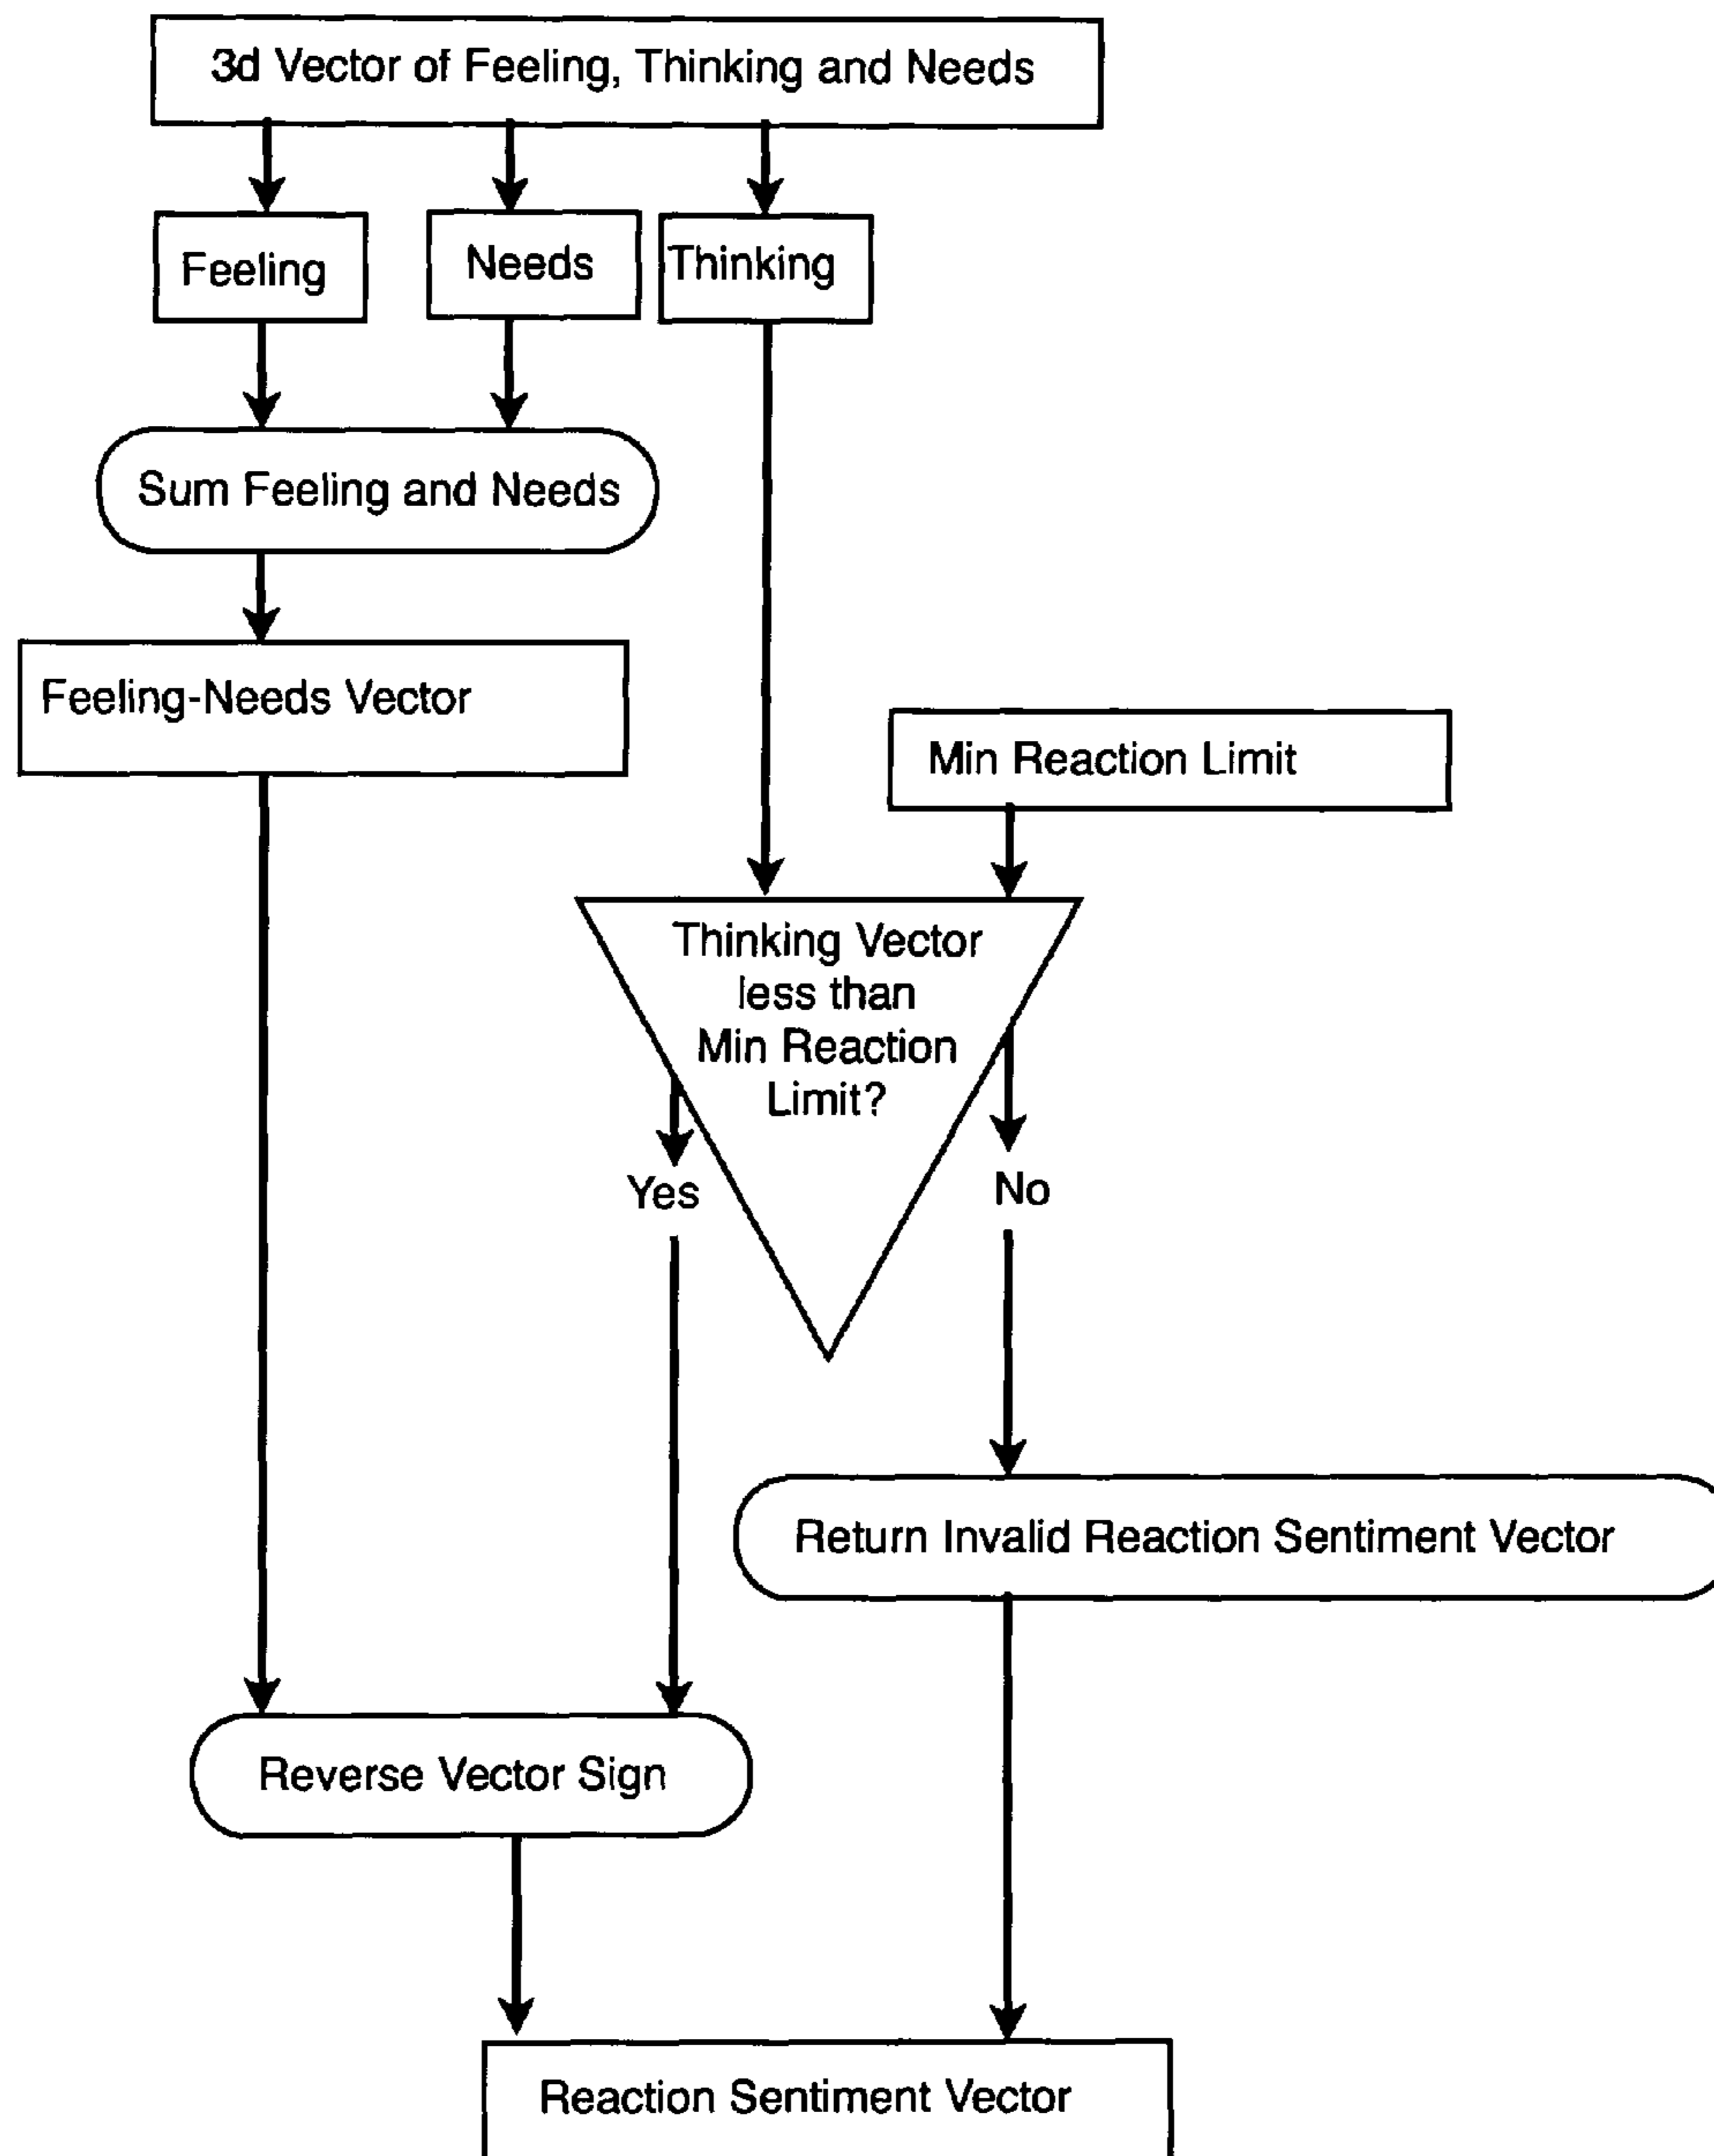 3d Vector of Feeling, Thinking and Needs
Feeling
Needs
Thinking
Sum Feeling and Needs
Feeling-Needs Vector
Min Reaction Limit
Thinking Vector
less than
Min Reaction
Limit?
Yes
No
Return Invalid Reaction Sentiment Vector
Reverse Vector Sign
Reaction Sentiment Vector